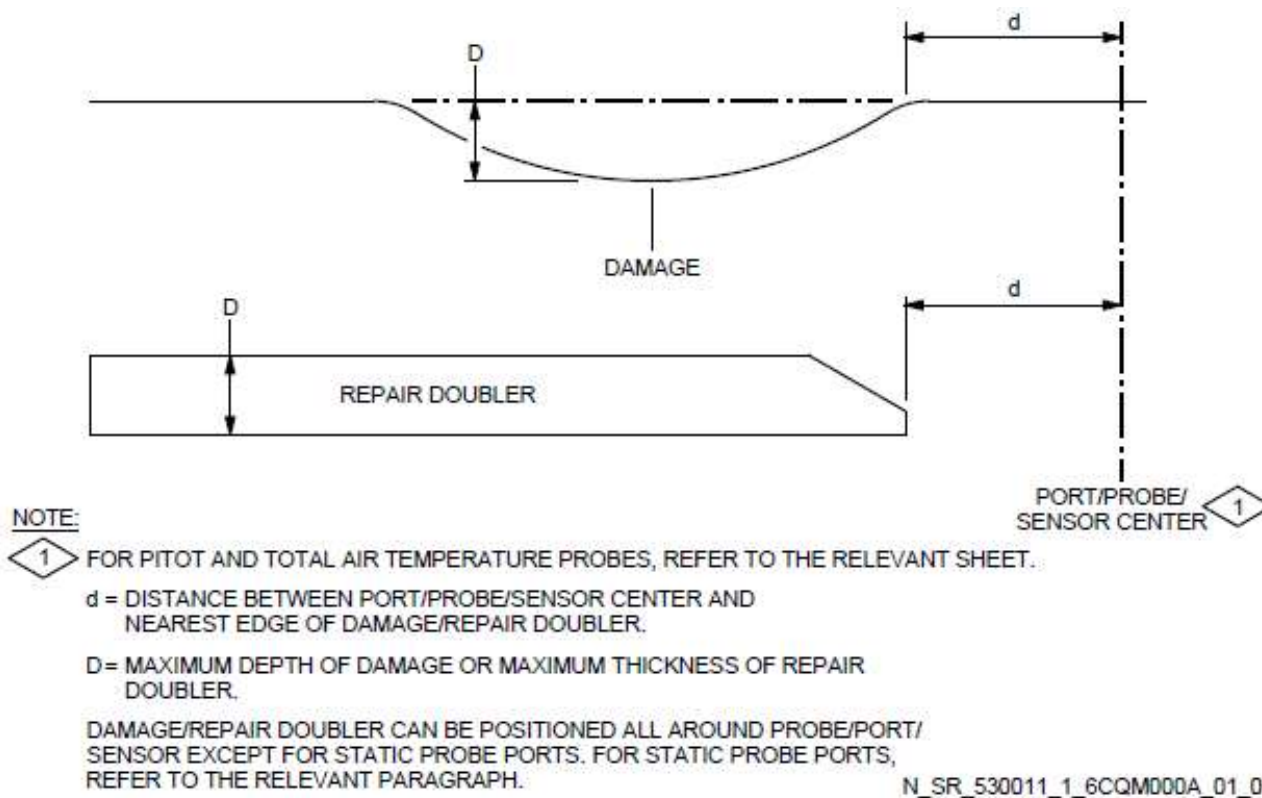 d
D
DAMAGE
d
D
REPAIR DOUBLER
PORT/PROBE/
SENSOR CENTER 1
NOTE:
1 FOR PITOT AND TOTAL AIR TEMPERATURE PROBES, REFER TO THE RELEVANT SHEET.
d = DISTANCE BETWEEN PORT/PROBE/SENSOR CENTER AND
NEAREST EDGE OF DAMAGE/REPAIR DOUBLER.
D = MAXIMUM DEPTH OF DAMAGE OR MAXIMUM THICKNESS OF REPAIR
DOUBLER.
DAMAGE/REPAIR DOUBLER CAN BE POSITIONED ALL AROUND PROBE/PORT/
SENSOR EXCEPT FOR STATIC PROBE PORTS. FOR STATIC PROBE PORTS,
REFER TO THE RELEVANT PARAGRAPH.
N_SR_530011_1_6CQM000A_01_0